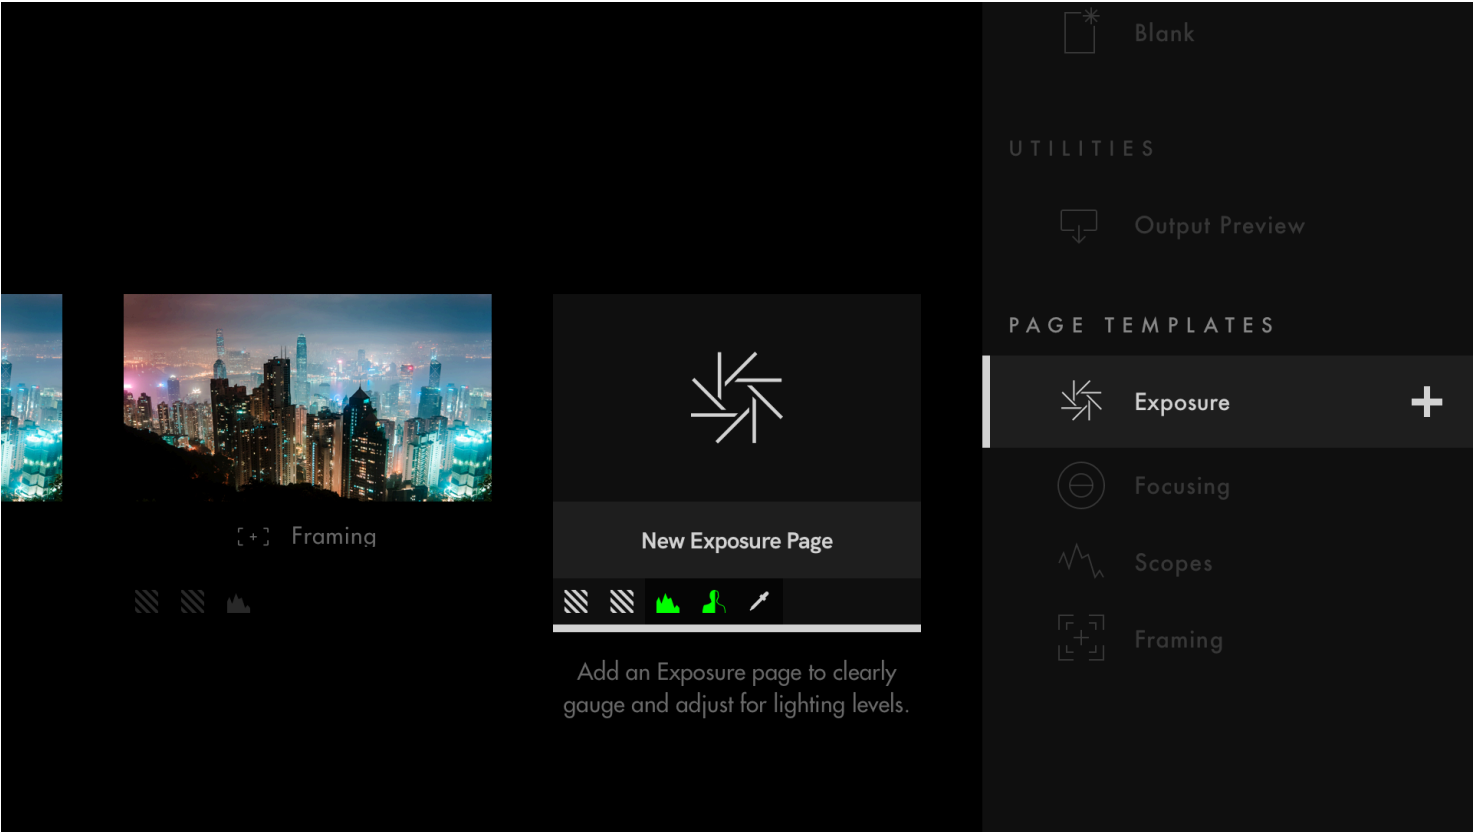 Framing
New Exposure Page
Add an Exposure page to clearly
gauge and adjust for lighting levels.
Blank
UTILITIES
Output Preview
PAGE TEMPLATES
Exposure
Focusing
Scopes
Framing